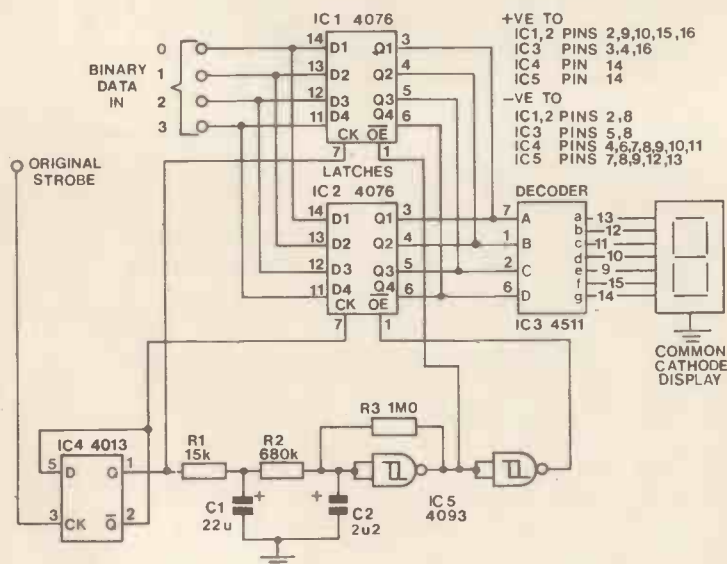 IC1 4076
0
1
2
3
BINARY
DATA
IN
14 D1 Q1 3
13 D2 Q2 4
12 D3 Q3 5
11 D4 Q4 6
CK OE
7 1
LATCHES
IC2 4076
14 D1 Q1 3
13 D2 Q2 4
12 D3 Q3 5
11 D4 Q4 6
CK OE
7 1
+VE TO
IC1,2 PINS 2,9,10,15,16
IC3 PINS 3,4,16
IC4 PIN 14
IC5 PIN 14
-VE TO
IC1,2 PINS 2,8
IC3 PINS 5,8
IC4 PINS 4,6,7,8,9,10,11
IC5 PINS 7,8,9,12,13
ORIGINAL
STROBE
DECODER
7 A a 13
b 12
1 B c 11
d 10
2 C e 9
f 15
6 D g 14
IC3 4511
COMMON
CATHODE
DISPLAY
IC4 4013
5 D Q 1
3 CK Q 2
R1
15k
R2
680k
R3 1M0
C1
22u
+
C2
2u2
+
IC5
4093